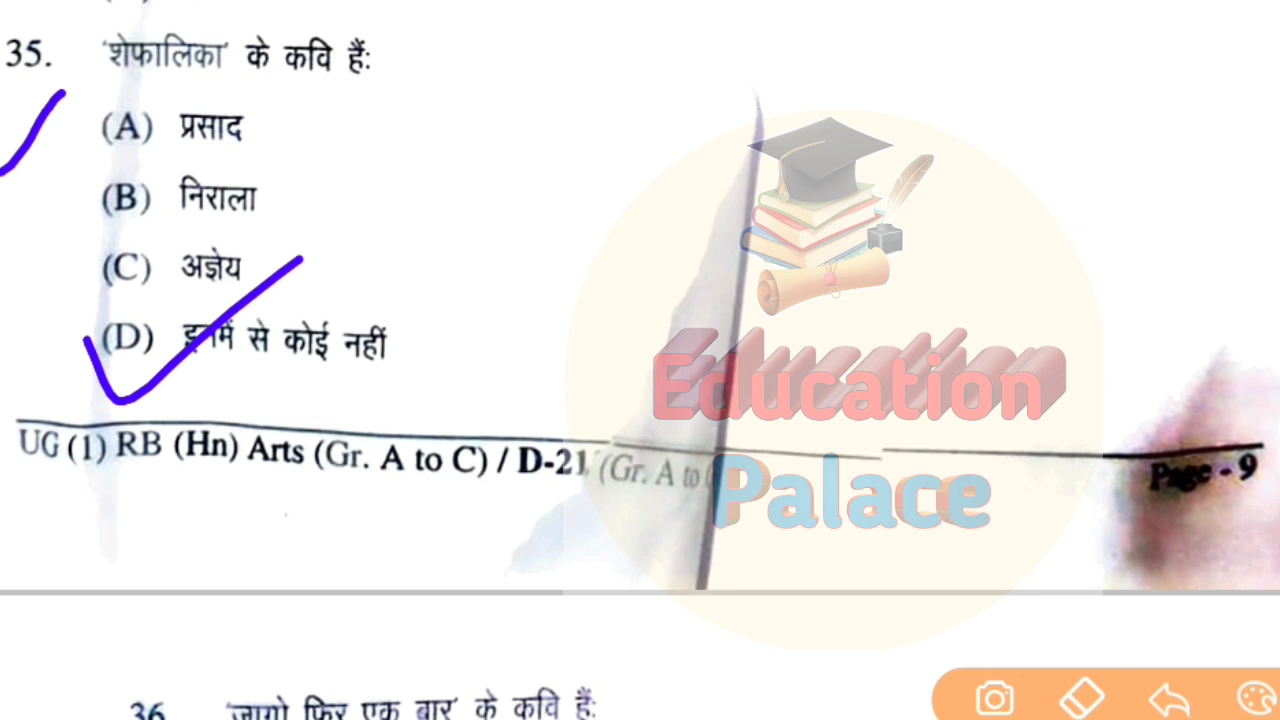 35. 'शेफालिका' के कवि हैं:
(A) प्रसाद
(B) निराला
(C) अज्ञेय
(D) इनमें से कोई नहीं
UG (1) RB (Hn) Arts (Gr. A to C) / D-21 (Gr. A to
Page - 9
Education
Palace
36 'जागो फिर एक बार' के कवि हैं: